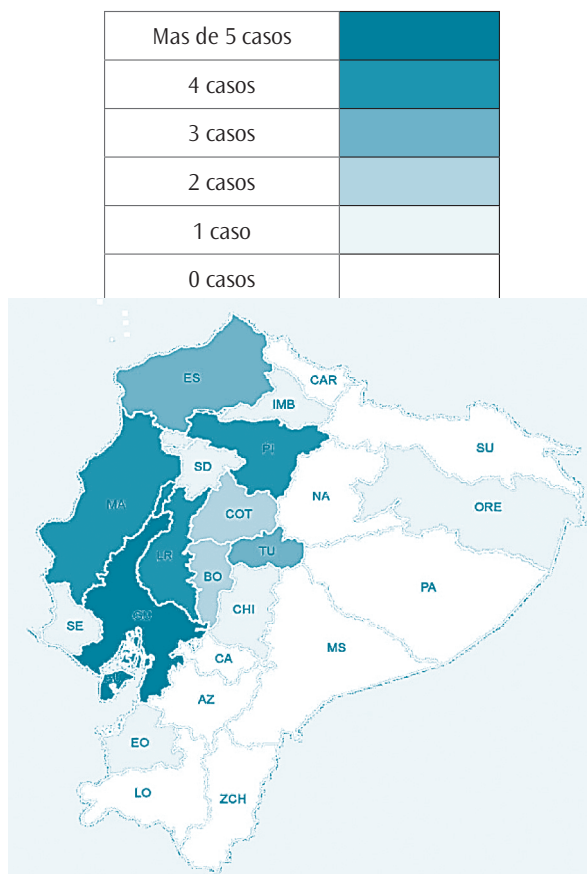 Mas de 5 casos
4 casos
3 casos
2 casos
1 caso
0 casos
ES
CAR
IMB
PI
SU
SD
NA
ORE
MA
COT
LR
TU
BO
PA
CHI
GU
SE
MS
CA
AZ
EO
LO
ZCH